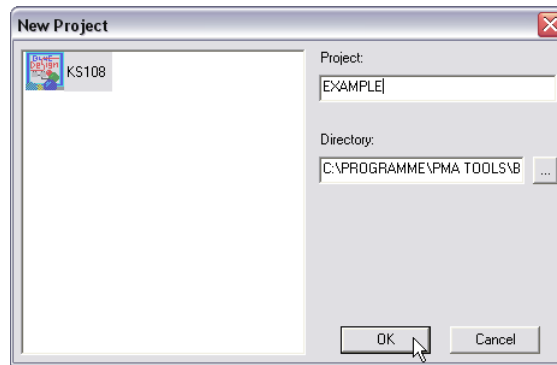 New Project
KS108
Project:
EXAMPLE
Directory:
C:\PROGRAMME\PMA TOOLS\B
...
OK
Cancel